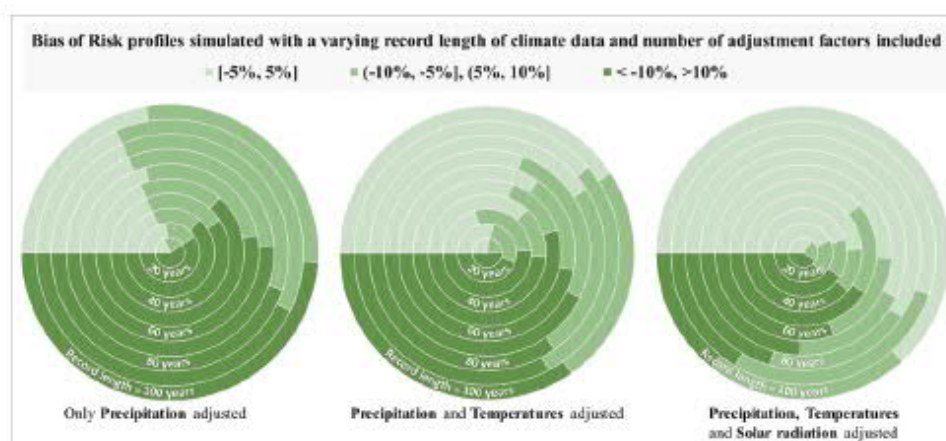 Bias of Risk profiles simulated with a varying record length of climate data and number of adjustment factors included
[-5%, 5%] (-10%, -5%], (5%, 10%] < -10%, >10%
20 years
40 years
60 years
80 years
Record length = 100 years
Only Precipitation adjusted
20 years
40 years
60 years
80 years
Record length = 100 years
Precipitation and Temperatures adjusted
20 years
40 years
60 years
80 years
Record length = 100 years
Precipitation, Temperatures
and Solar radiation adjusted